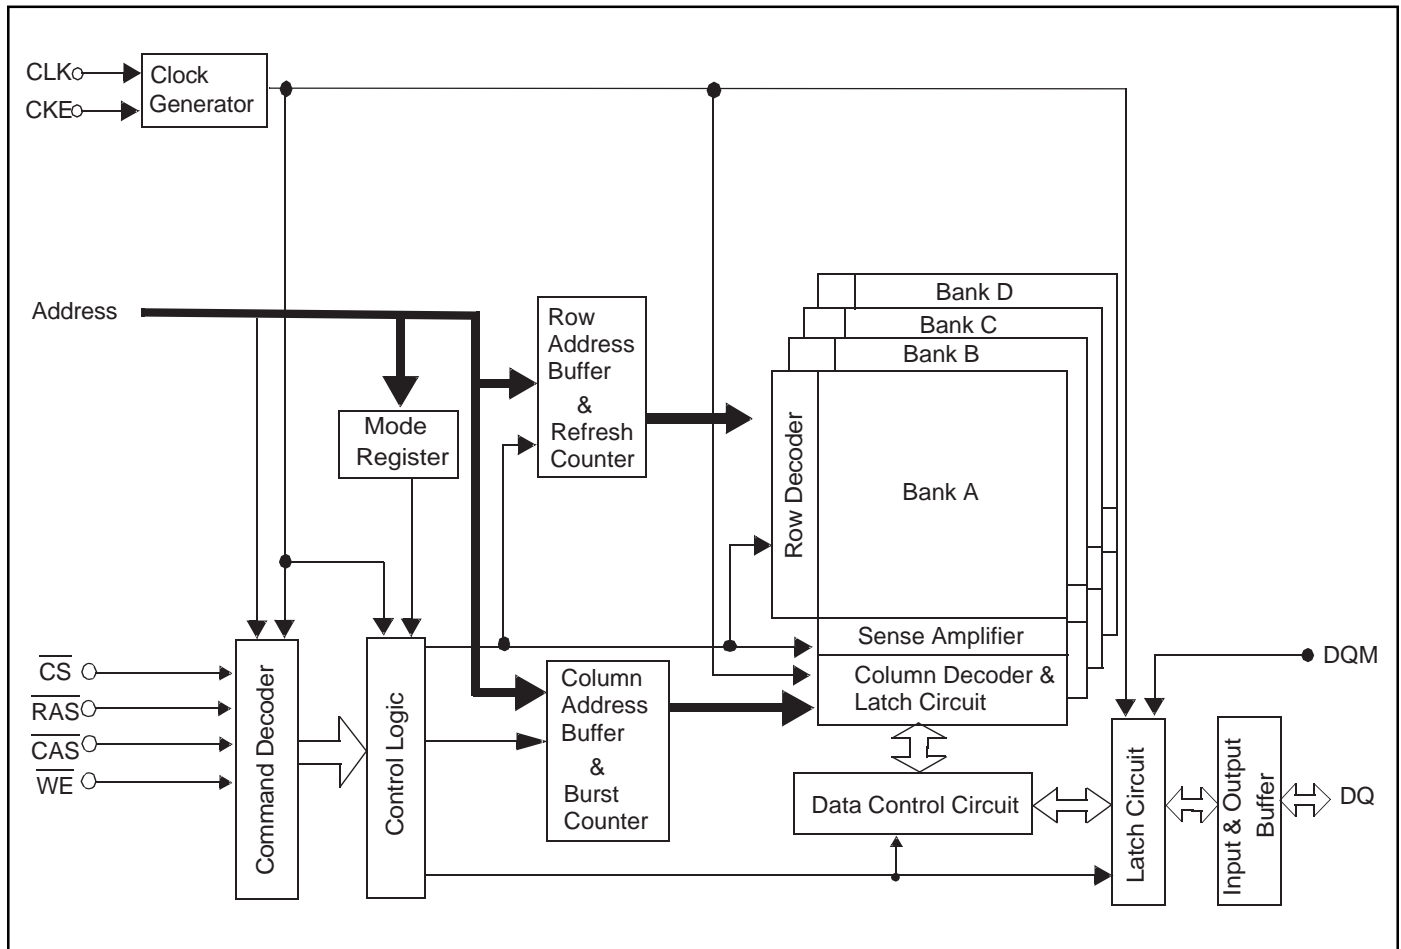 CLK
CKE
Clock
Generator
Address
Row
Address
Buffer
&
Refresh
Counter
Mode
Register
Bank D
Bank C
Bank B
Bank A
Row Decoder
Sense Amplifier
Column Decoder &
Latch Circuit
CS
RAS
CAS
WE
Command Decoder
Control Logic
Column
Address
Buffer
&
Burst
Counter
Data Control Circuit
Latch Circuit
Input & Output
Buffer
DQM
DQ